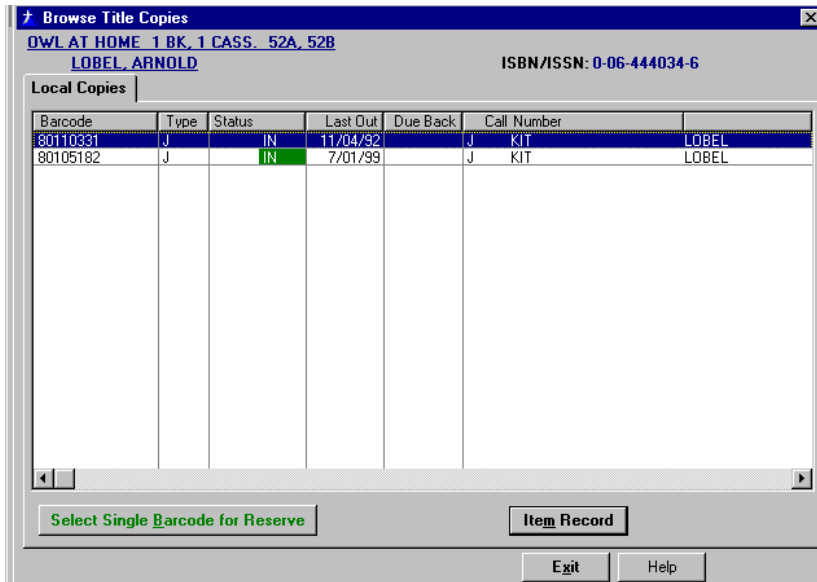 Browse Title Copies
OWL AT HOME 1 BK, 1 CASS. 52A, 52B
LOBEL, ARNOLD ISBN/ISSN: 0-06-444034-6
Local Copies
Barcode Type Status Last Out Due Back Call Number
80110331 J IN 11/04/92 J KIT LOBEL
80105182 J IN 7/01/99 J KIT LOBEL
Select Single Barcode for Reserve Item Record
Exit Help